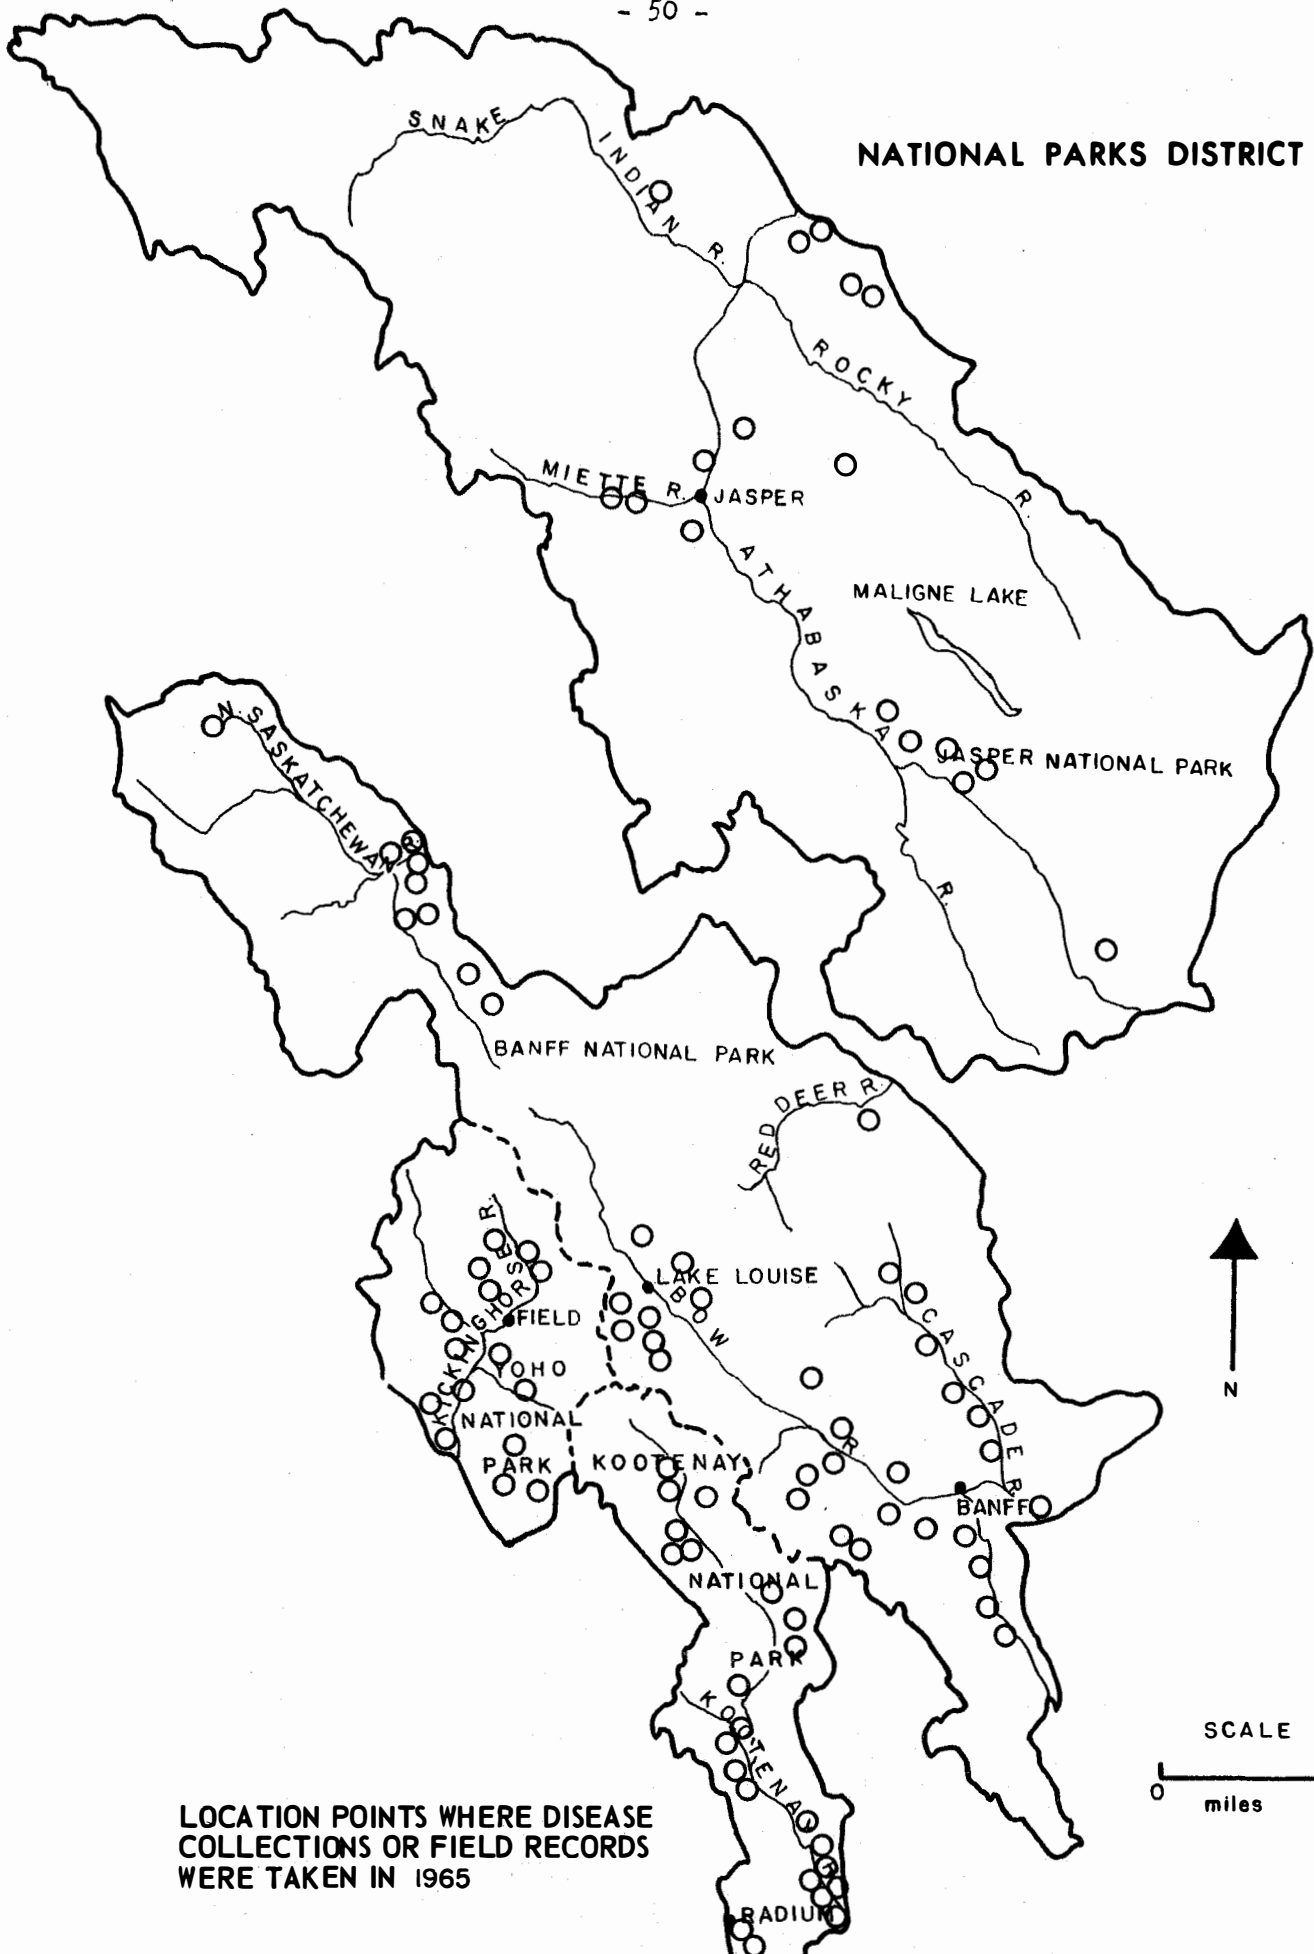 - 50 -
NATIONAL PARKS DISTRICT
SNAKE INDIAN R.
ROCKY R.
MIETTE R.
JASPER
ATHABASKA R.
MALIGNE LAKE
JASPER NATIONAL PARK
N. SASKATCHEWAN R.
BANFF NATIONAL PARK
RED DEER R.
KICKINGHORSE R.
LAKE LOUISE
BOW R.
FIELD
CASCADE R.
YOHO
NATIONAL
PARK
N
KOOTENAY
NATIONAL
PARK
BANFF
KOOTENAY R.
SCALE
0
miles
LOCATION POINTS WHERE DISEASE
COLLECTIONS OR FIELD RECORDS
WERE TAKEN IN 1965
RADIUM